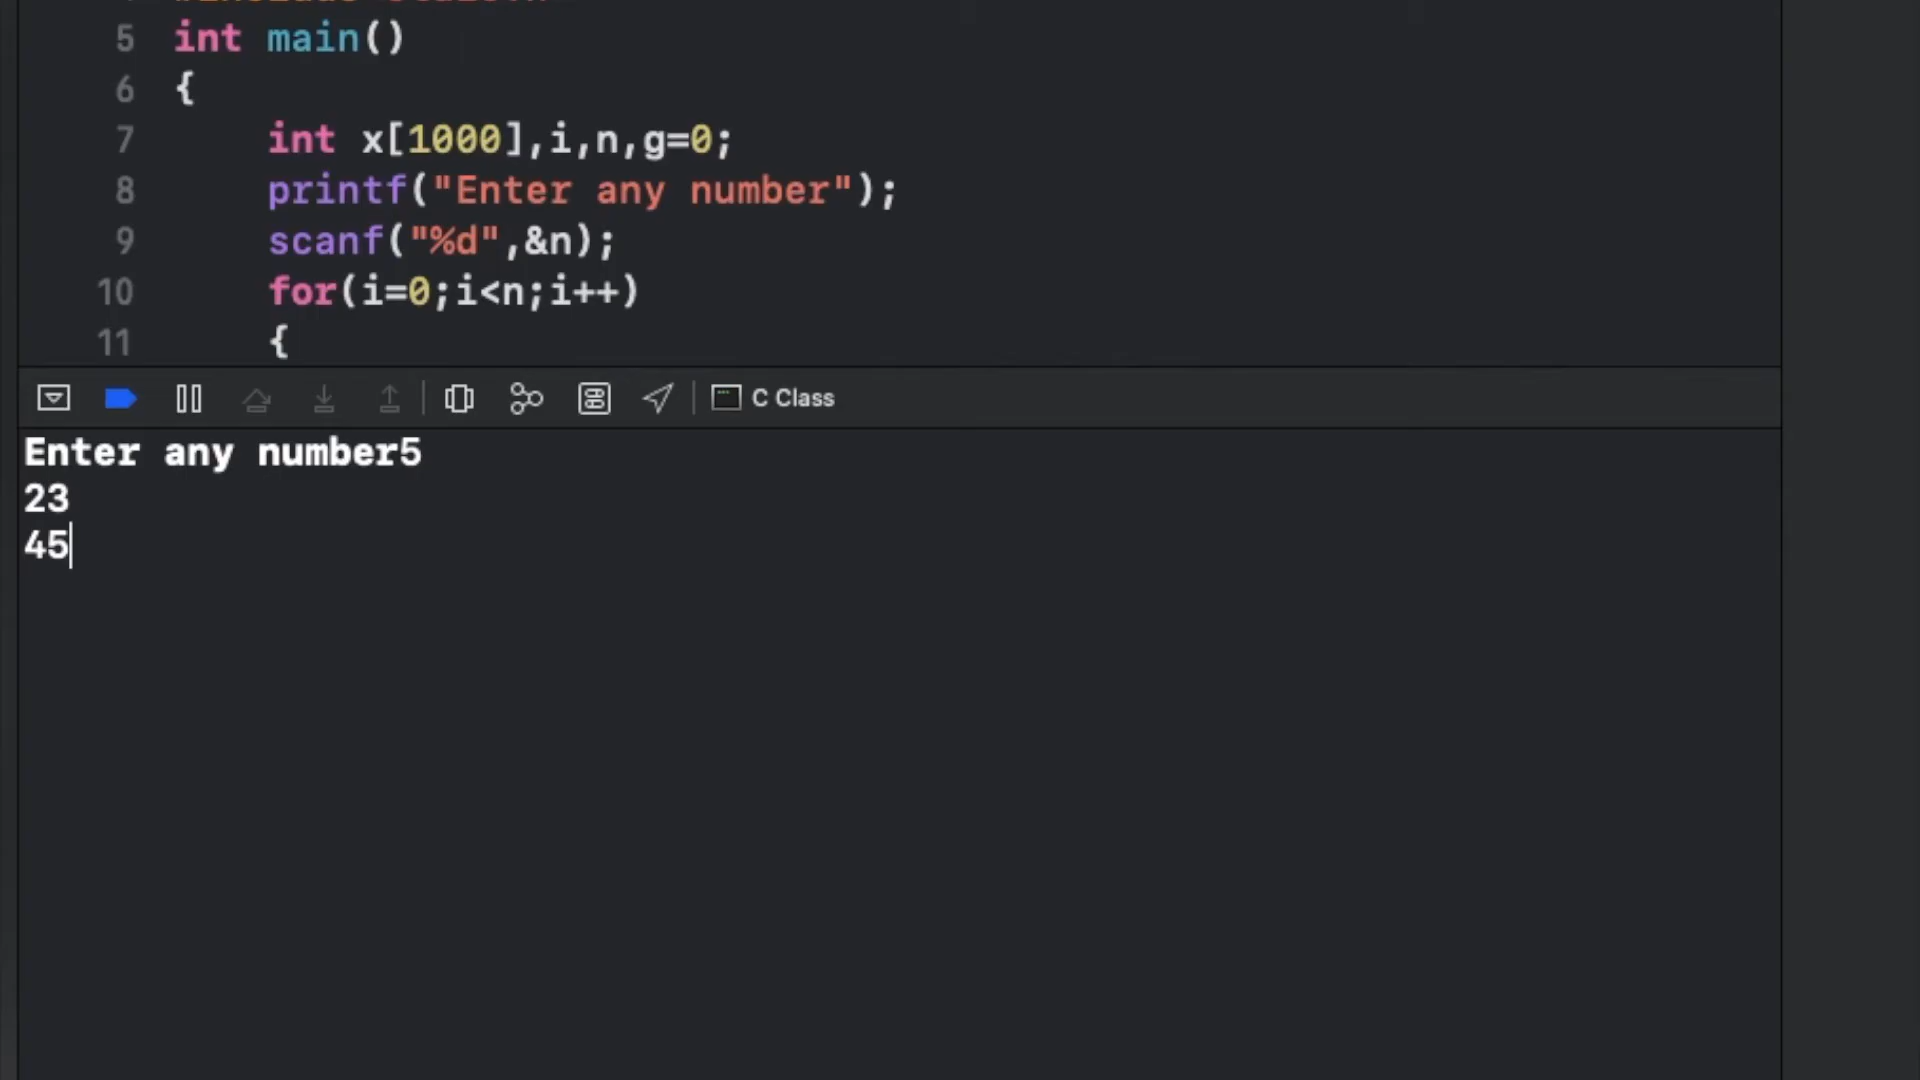 5 int main()
6 {
7 int x[1000],i,n,g=0;
8 printf("Enter any number");
9 scanf("%d",&n);
10 for(i=0;i<n;i++)
11 {
C Class
Enter any number5
23
45